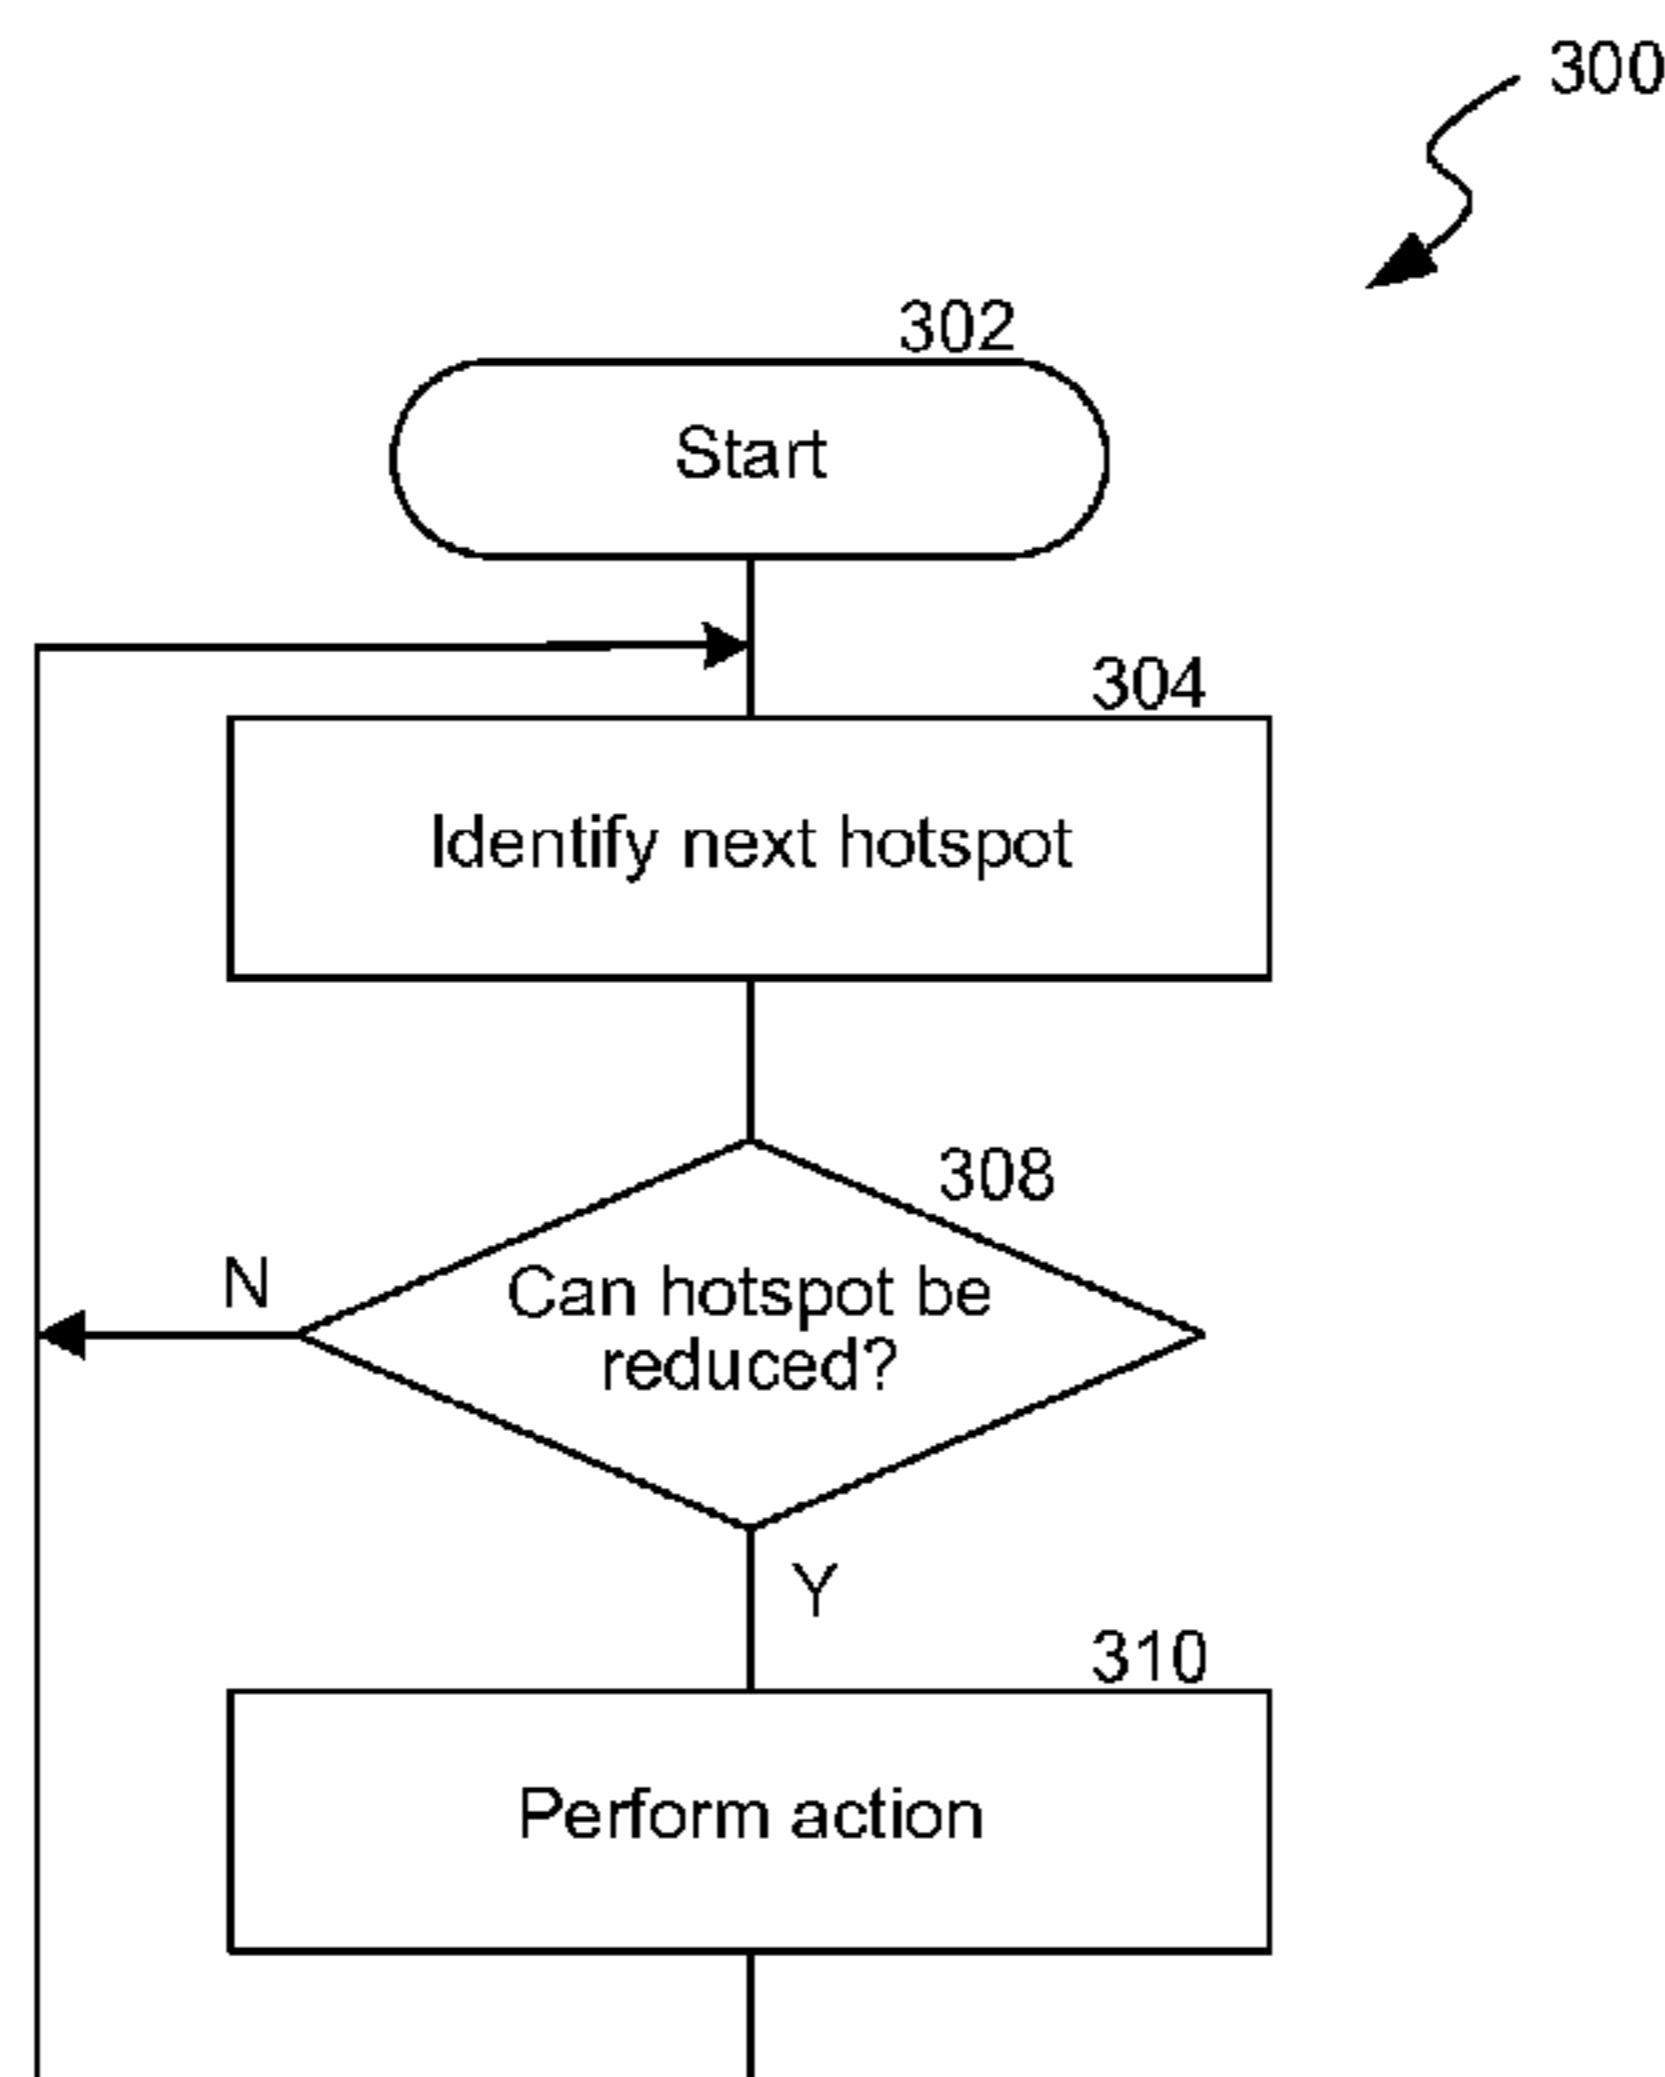 300
302
Start
304
Identify next hotspot
308
N
Can hotspot be
reduced?
Y
310
Perform action